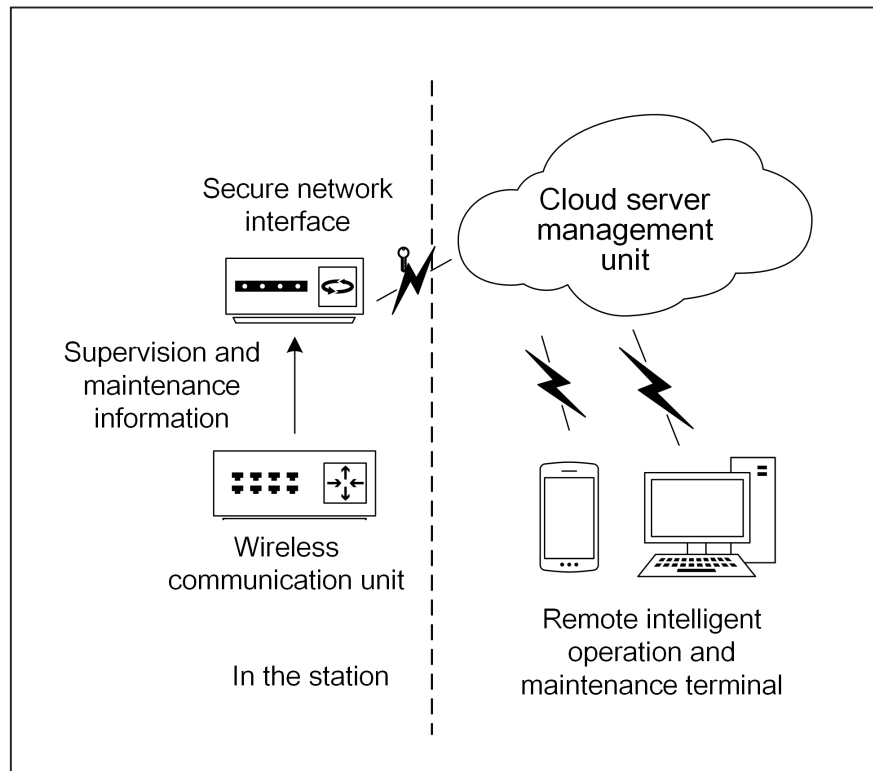 Secure network
interface
Cloud server
management
unit
Supervision and
maintenance
information
Wireless
communication unit
Remote intelligent
operation and
maintenance terminal
In the station